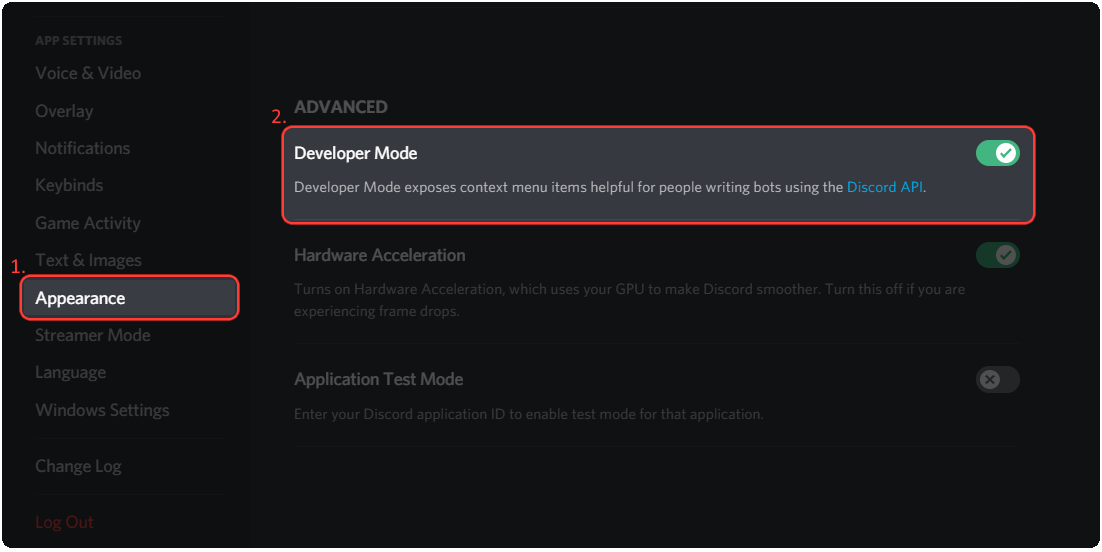 APP SETTINGS
Voice & Video
Overlay
Notifications
Keybinds
Game Activity
Text & Images
1.
Appearance
Streamer Mode
Language
Windows Settings
Change Log
Log Out
ADVANCED
2.
Developer Mode
Developer Mode exposes context menu items helpful for people writing bots using the Discord API.
Hardware Acceleration
Turns on Hardware Acceleration, which uses your GPU to make Discord smoother. Turn this off if you are
experiencing frame drops.
Application Test Mode
Enter your Discord application ID to enable test mode for that application.